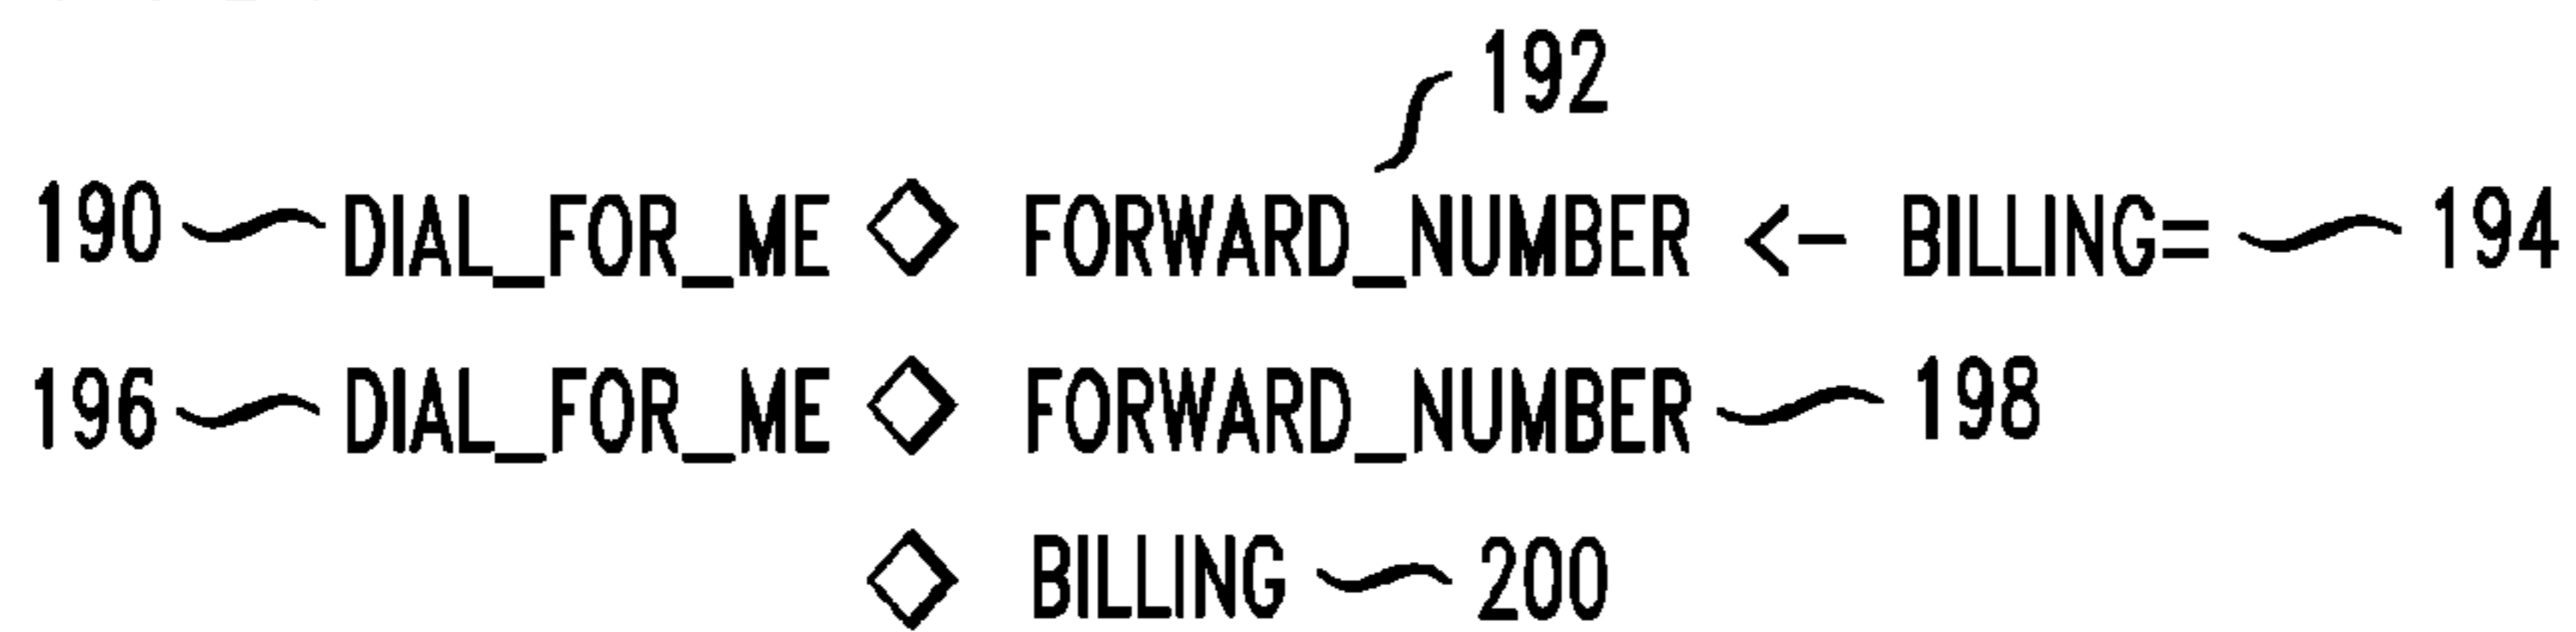 192
190 DIAL_FOR_ME ◇ FORWARD_NUMBER <- BILLING= 194
196 DIAL_FOR_ME ◇ FORWARD_NUMBER 198
◇ BILLING 200